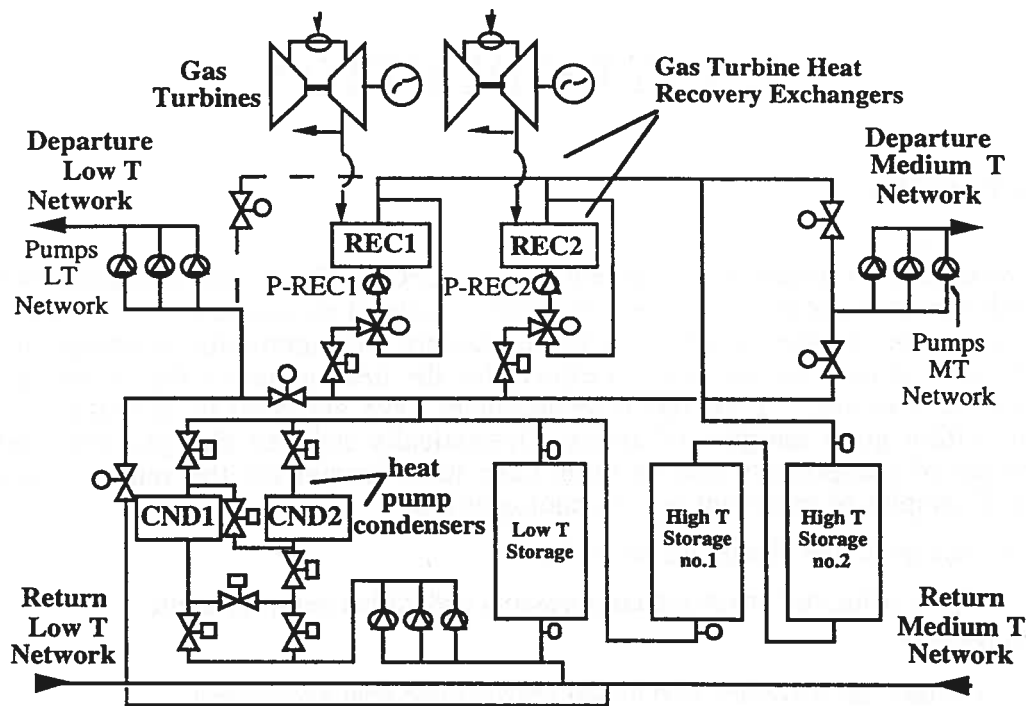 Gas
Turbines
Gas Turbine Heat
Recovery Exchangers
Departure
Low T
Network
Departure
Medium T
Network
Pumps
LT
Network
REC1
REC2
P-REC1
P-REC2
Pumps
MT
Network
heat
pump
condensers
CND1
CND2
Low T
Storage
High T
Storage
no.1
High T
Storage
no.2
Return
Low T
Network
Return
Medium T
Network